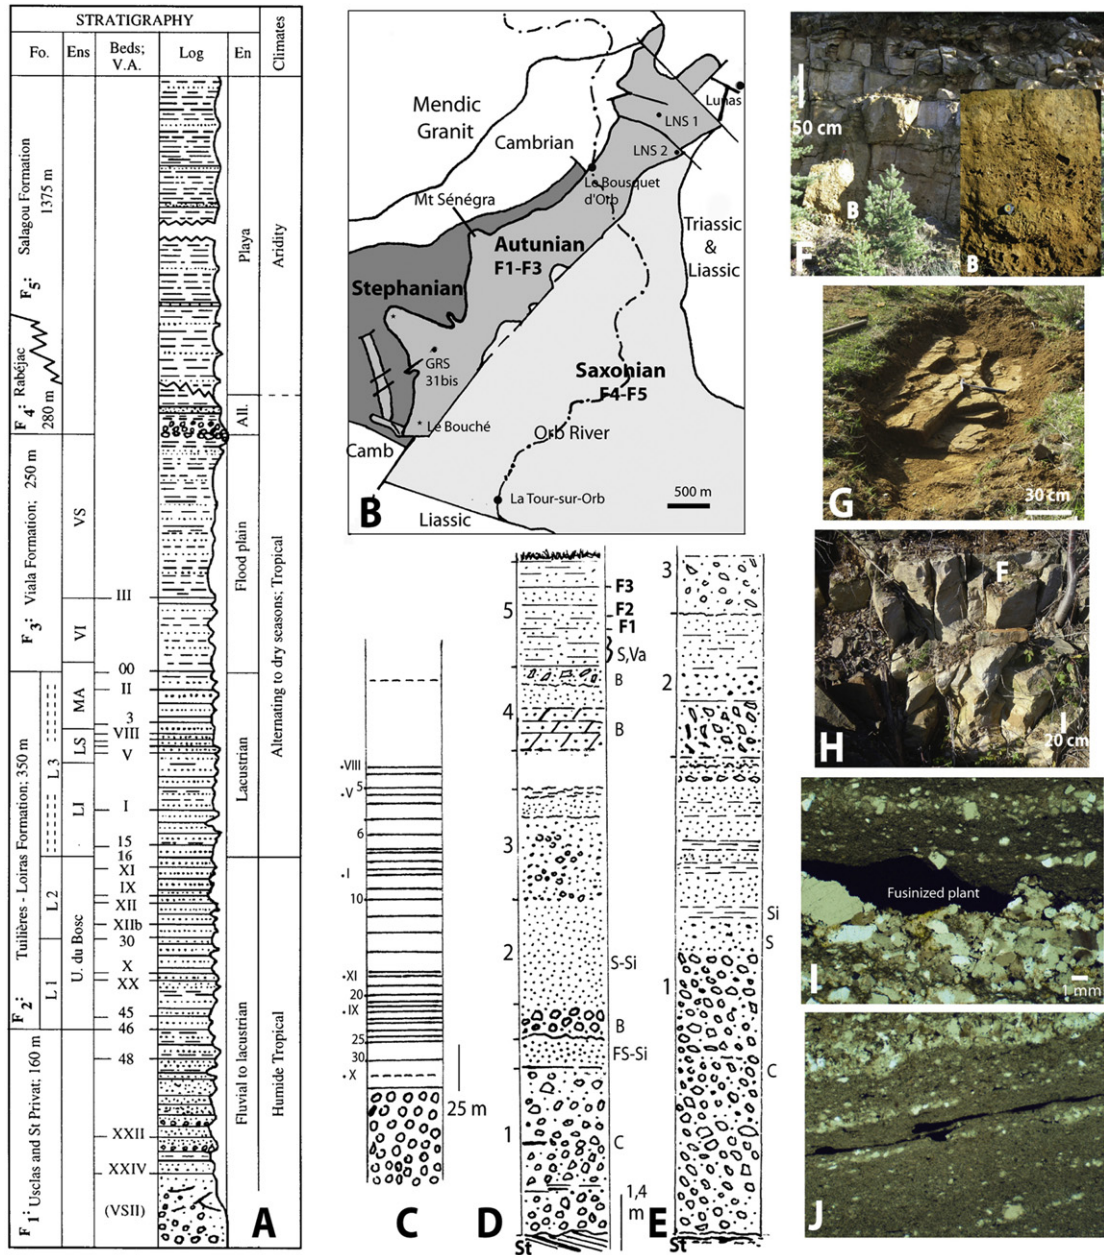 STRATIGRAPHY
Climates
Fo.
Ens
Beds;
V.A.
Log
En
F5: Salagou Formation
1375 m
F4: Rabéjac
280 m
F3: Viala Formation; 250 m
F2: Tuilières - Loiras Formation; 350 m
F1: Usclas and St Privat; 160 m
VS
VI
MA
LS
LI
L 3
L 2
L 1
U. du Bosc
III
00
II
3
VIII
V
I
15
16
XI
IX
XII
XIIb
30
X
XX
45
46
48
XXII
XXIV
(VSII)
Playa
All.
Flood plain
Lacustrian
Fluvial to lacustrian
Aridity
Alternating to dry seasons; Tropical
Humide Tropical
A
Mendic
Granit
Cambrian
Lunas
LNS 1
LNS 2
Le Bousquet
d'Orb
Mt Sénégra
Autunian
F1-F3
Triassic
&
Liassic
Stephanian
GRS
31bis
Saxonian
F4-F5
Le Bouché
Orb River
Camb
La Tour-sur-Orb
B
Liassic
500 m
VIII
5
V
6
I
10
XI
20
IX
25
30
X
25 m
C
5
4
3
2
1
F3
F2
F1
S,Va
B
B
S-Si
B
FS-Si
C
1,4
m
D
St
3
2
1
Si
S
C
E
St
50 cm
B
F
B
G
30 cm
F
H
20 cm
Fusinized plant
I
1 mm
J